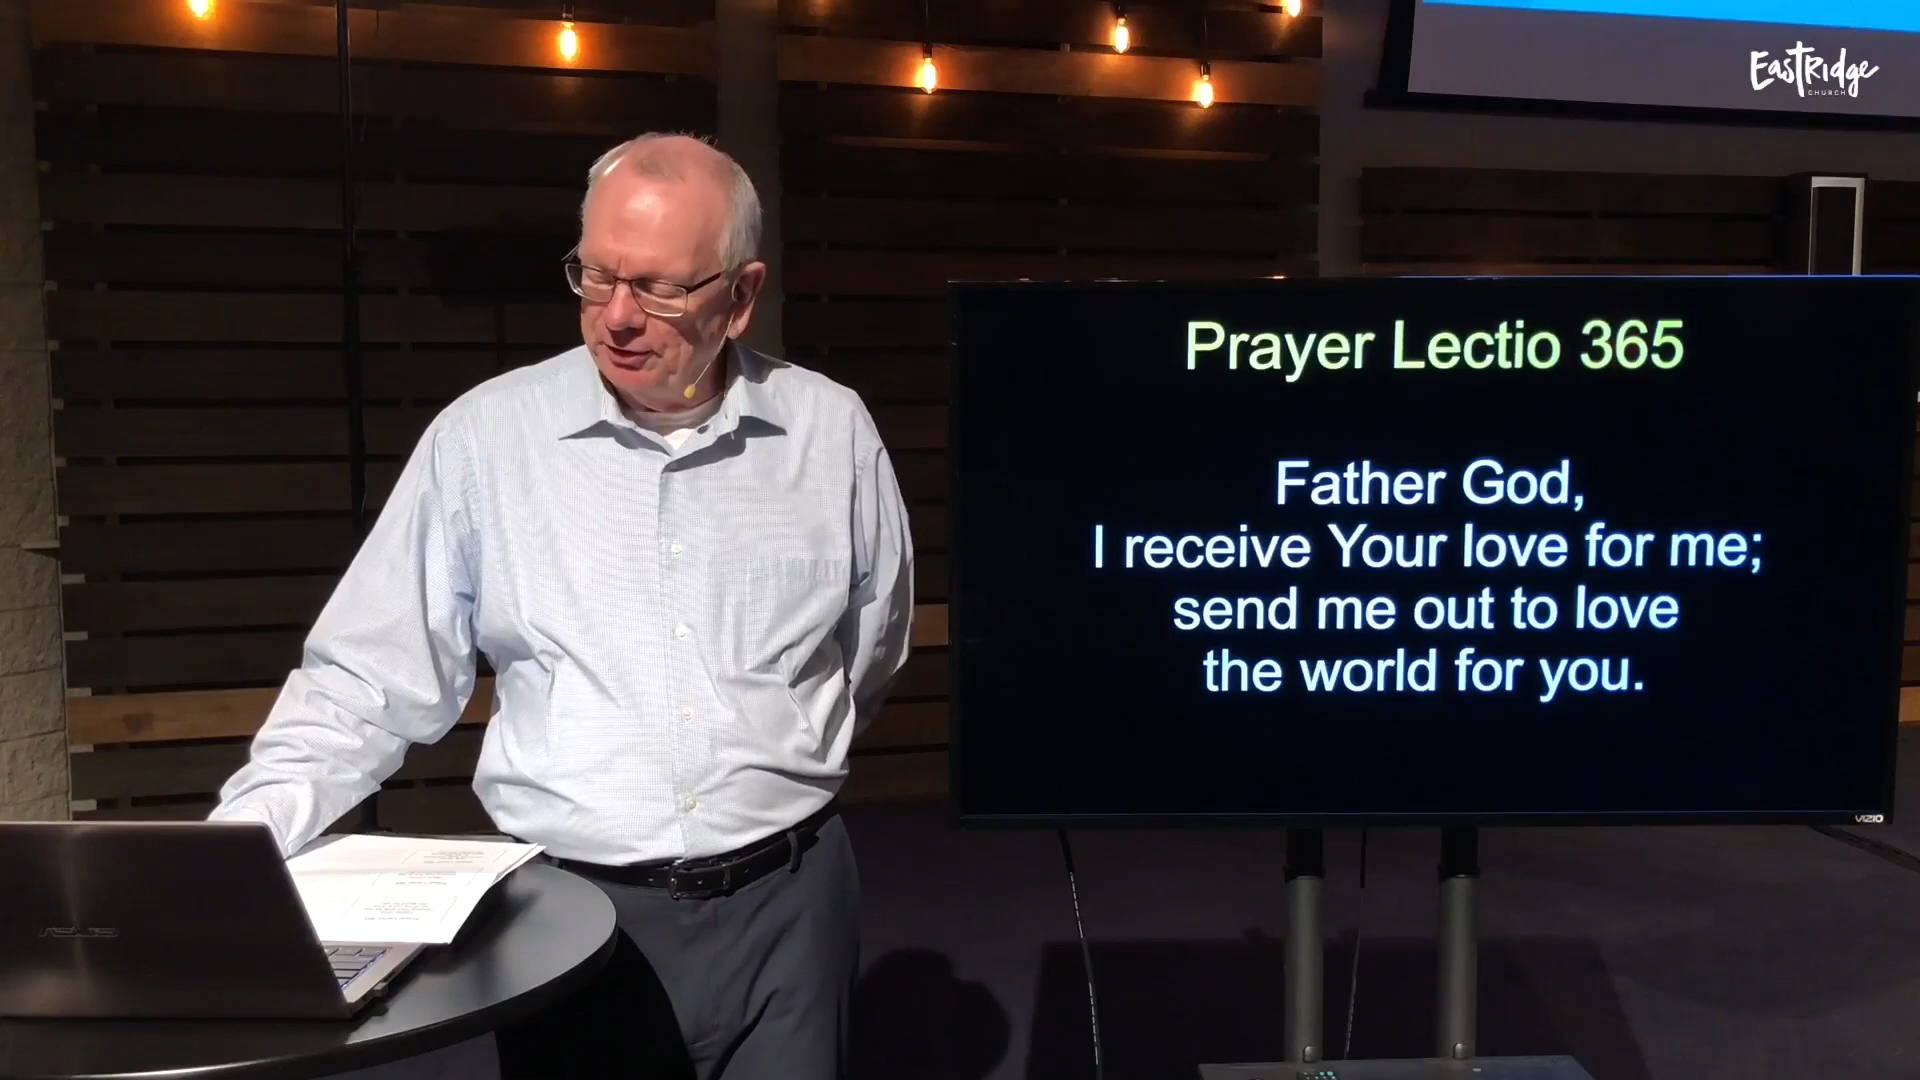 EastRidge
CHURCH
Prayer Lectio 365
Father God,
I receive Your love for me;
send me out to love
the world for you.
VIZIO
ASUS